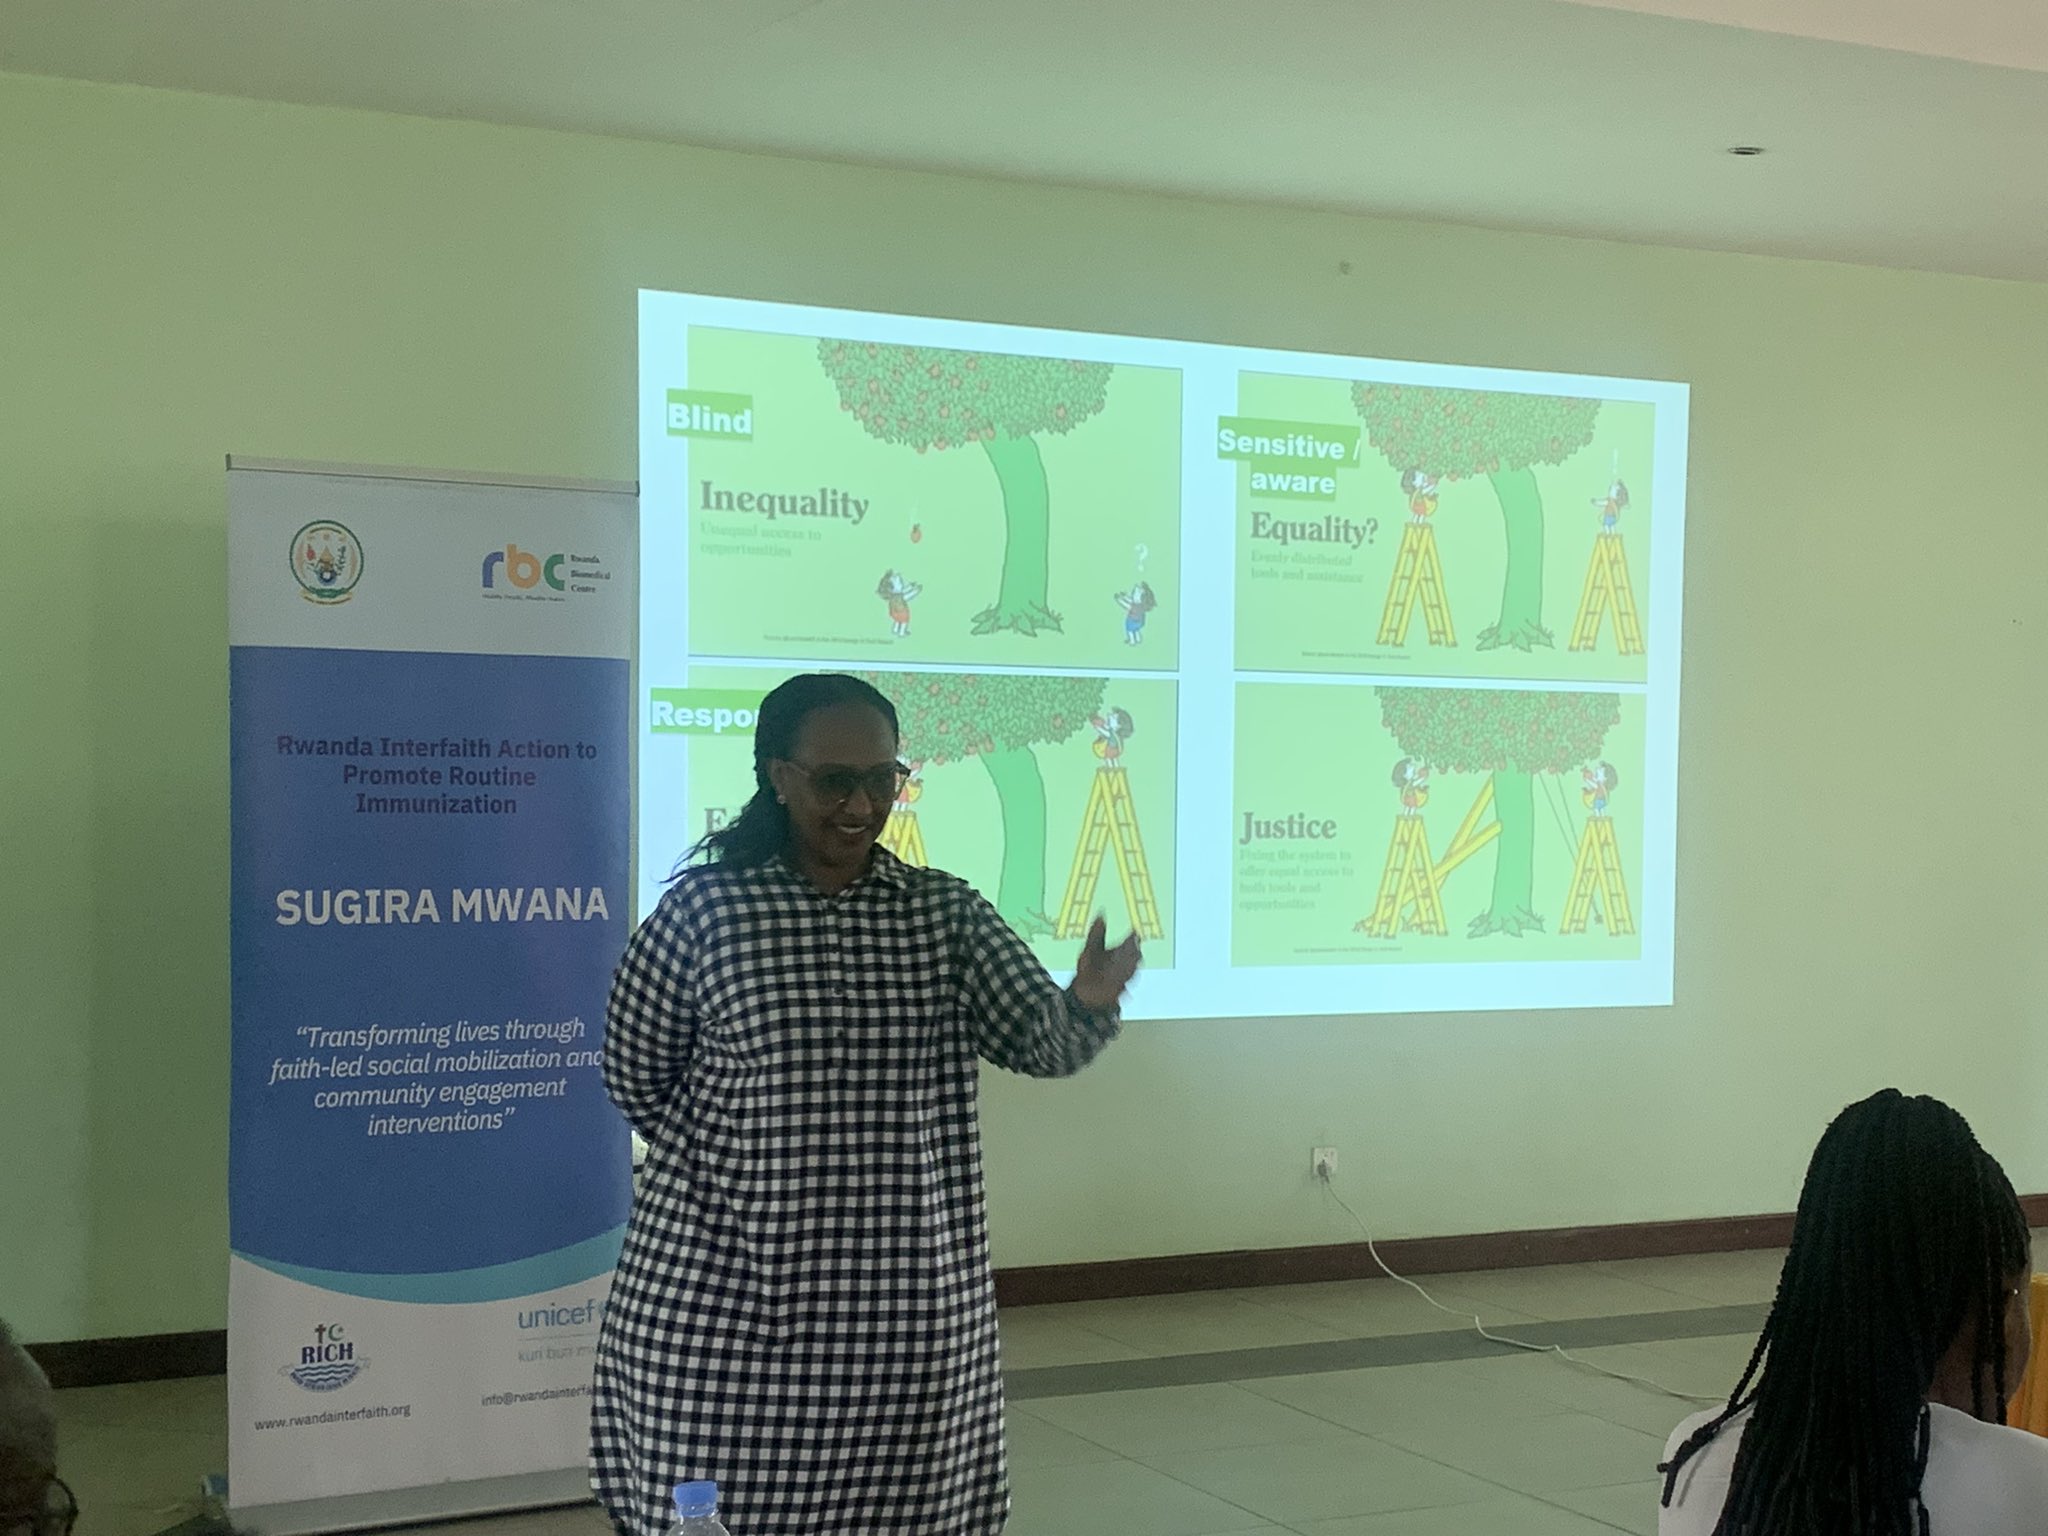 rbc
Rwanda
Biomedical
Centre
Rwanda Interfaith Action to
Promote Routine
Immunization
SUGIRA MWANA
“Transforming lives through
faith-led social mobilization and
community engagement
interventions”
RICH
unicef
www.rwandainterfaith.org
info@rwandainterfa
Blind
Inequality
Unequal access to
opportunities
?
Sensitive /
aware
Equality?
Evenly distributed
tools and assistance
!
Respo
E
Justice
Fixing the system to
offer equal access to
both tools and
opportunities